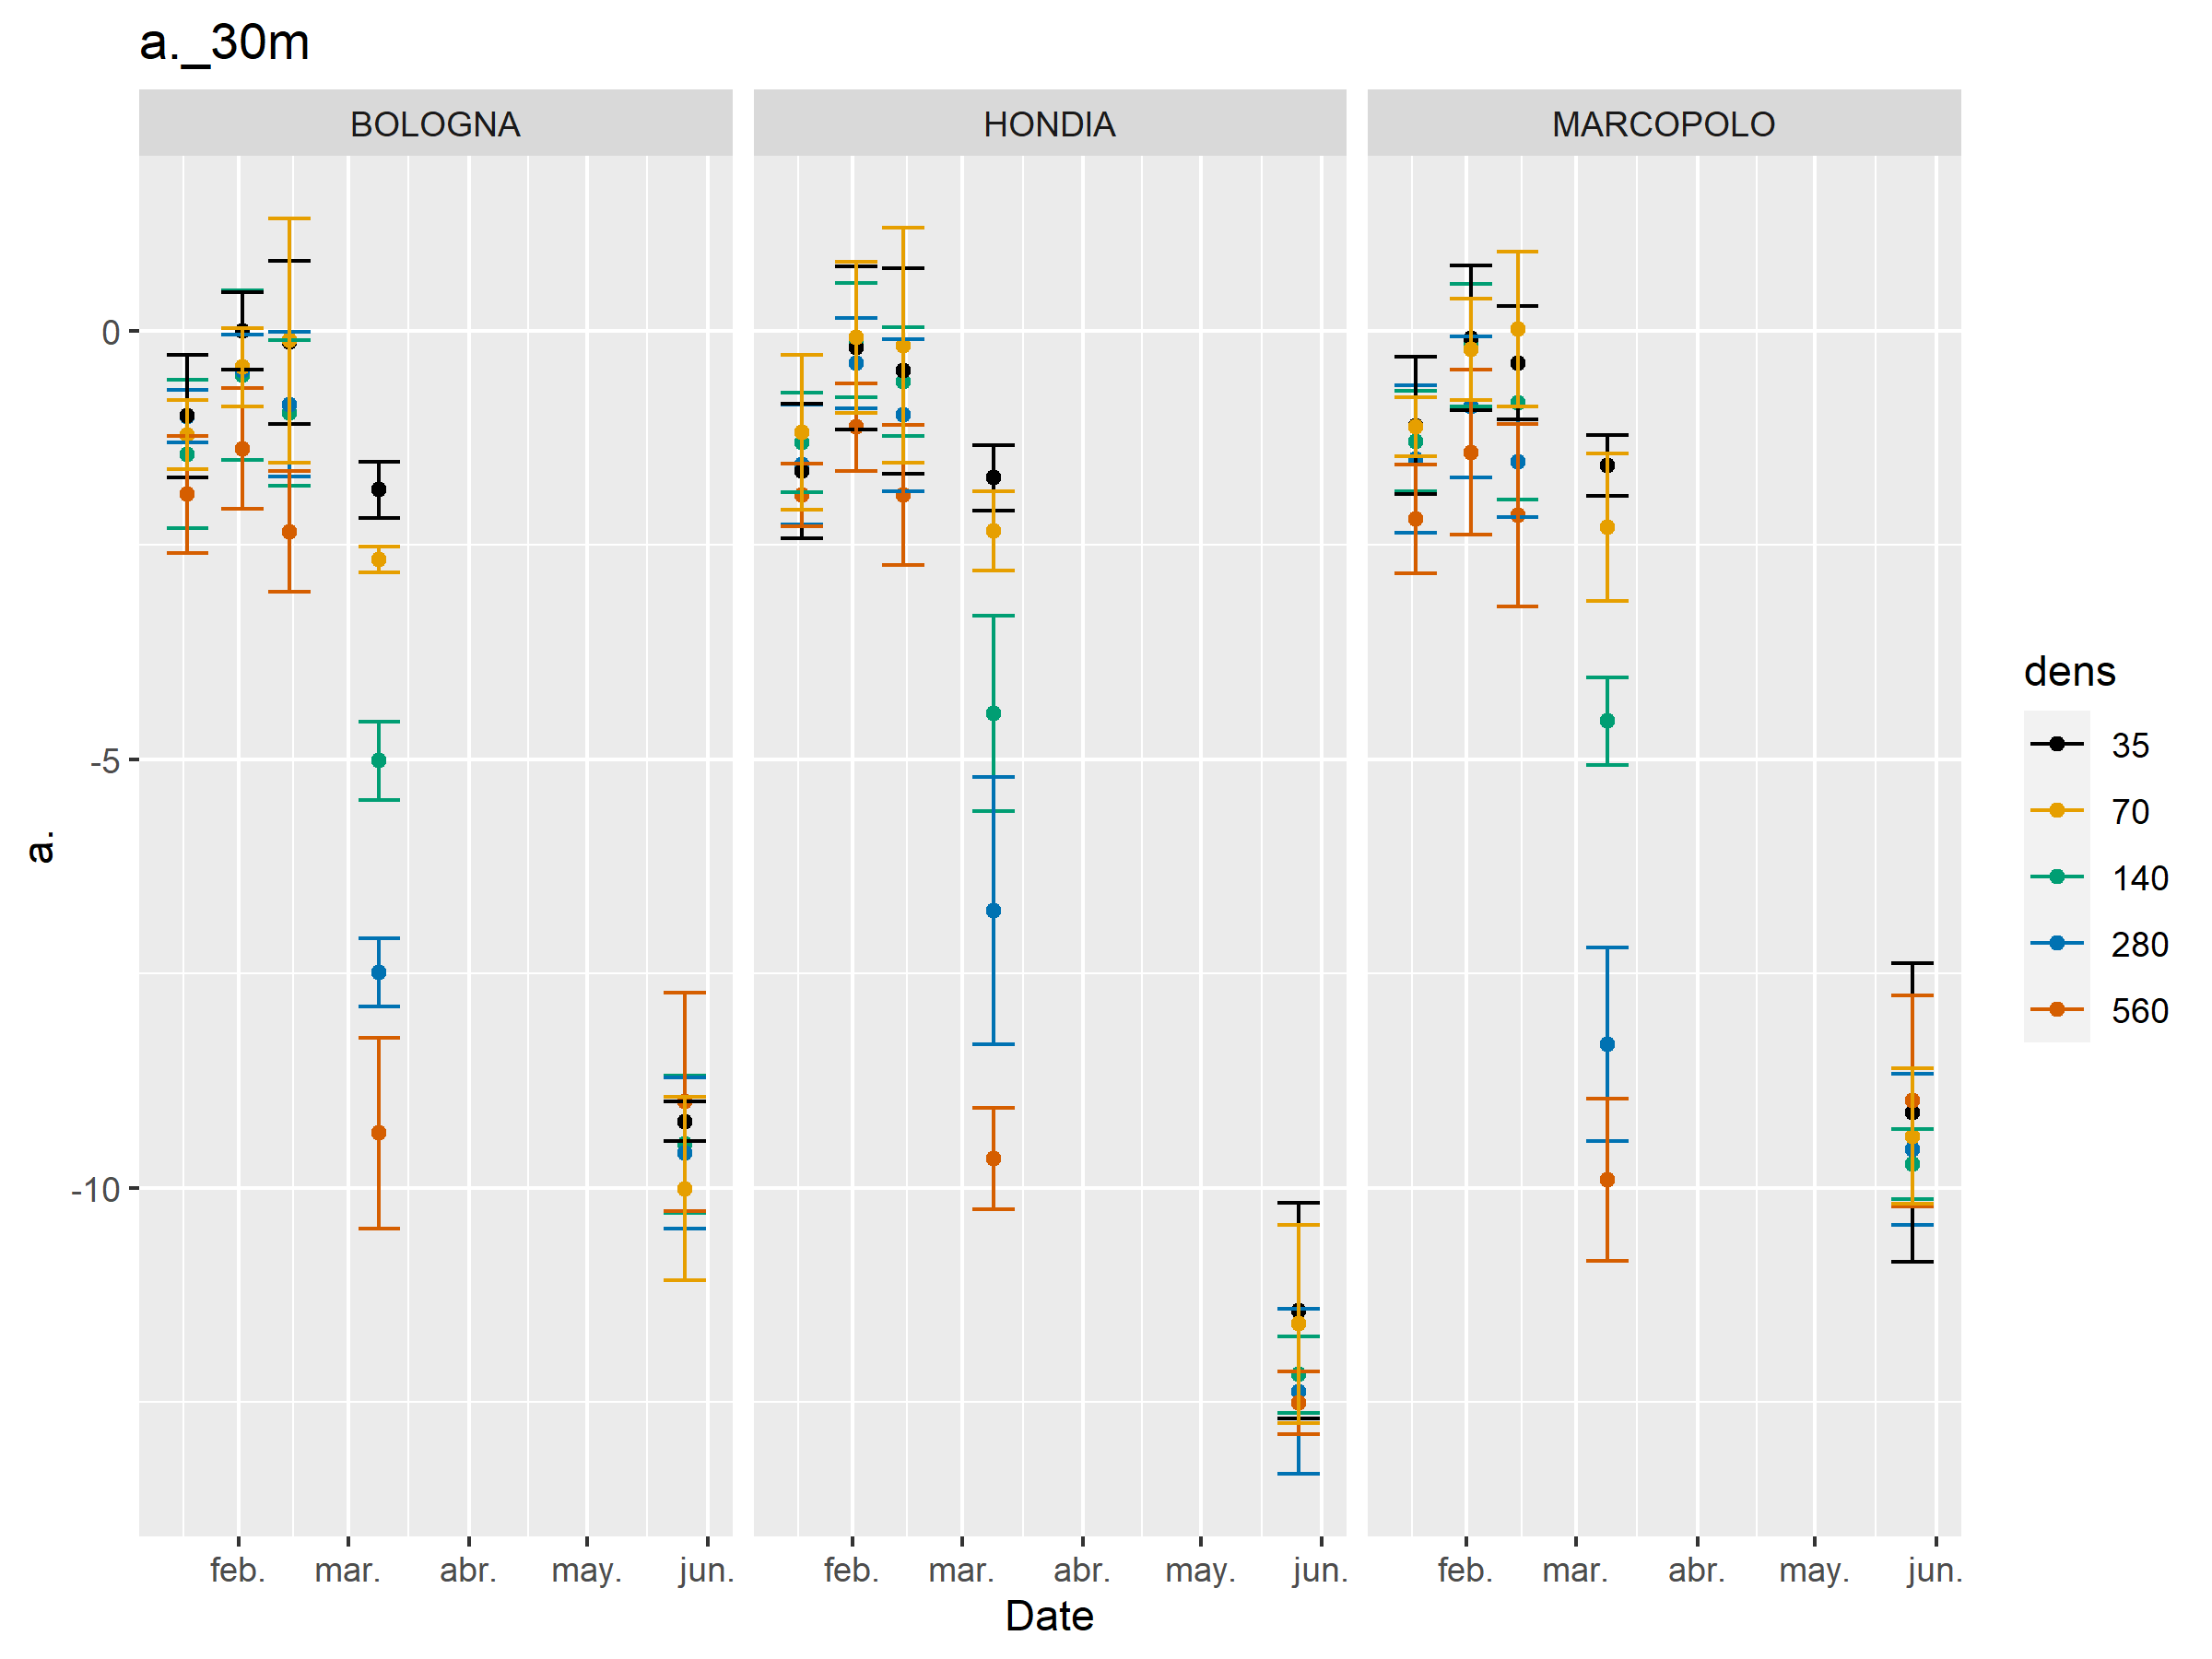 a._30m
BOLOGNA
HONDIA
MARCOPOLO
0
-5
-10
a.
feb. mar. abr. may. jun.
feb. mar. abr. may. jun.
feb. mar. abr. may. jun.
Date
dens
35
70
140
280
560